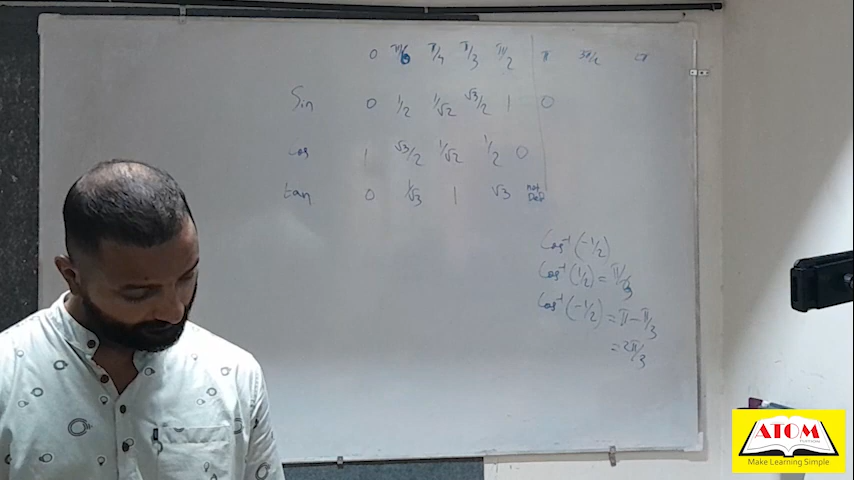 0 π/6 π/4 π/3 π/2 π 3π/2 2π
Sin 0 1/2 1/√2 √3/2 1 0
cos 1 √3/2 1/√2 1/2 0
tan 0 1/√3 1 √3 not Def
Cos⁻¹(-1/2)
Cos⁻¹(1/2) = π/3
Cos⁻¹(-1/2) = π - π/3
= 2π/3
ATOM
Make Learning Simple